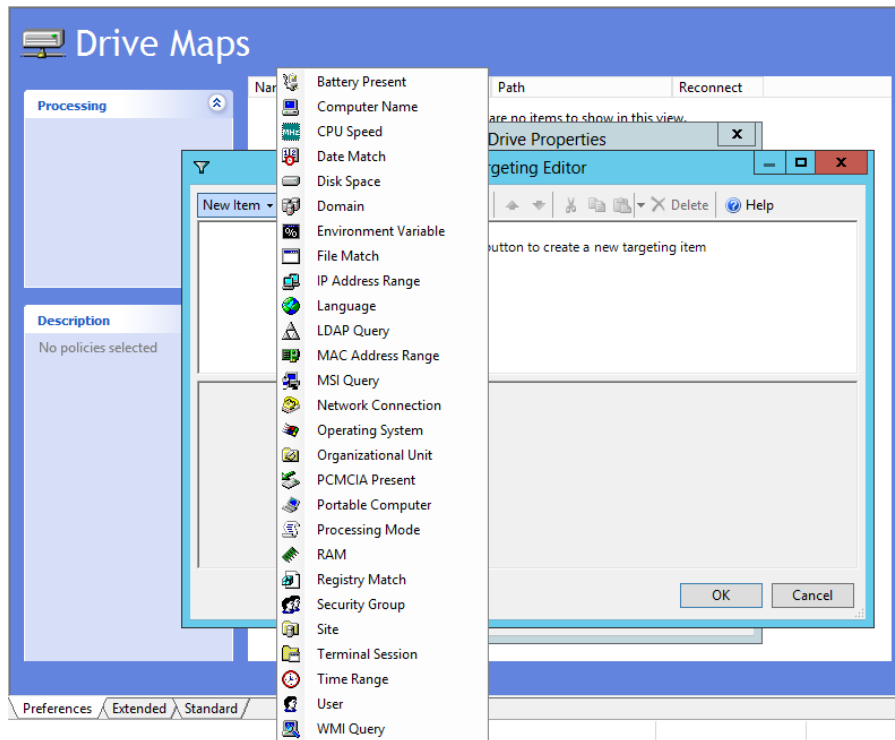 Drive Maps
Processing
Description
No policies selected
Path
Reconnect
are no items to show in this view.
Drive Properties
x
geting Editor
x
New Item
Delete
Help
button to create a new targeting item
Battery Present
Computer Name
MHz
CPU Speed
Date Match
Disk Space
Domain
%
Environment Variable
File Match
IP Address Range
Language
LDAP Query
MAC Address Range
MSI Query
Network Connection
Operating System
Organizational Unit
PCMCIA Present
Portable Computer
Processing Mode
RAM
Registry Match
Security Group
Site
Terminal Session
Time Range
User
WMI Query
OK
Cancel
Preferences
Extended
Standard